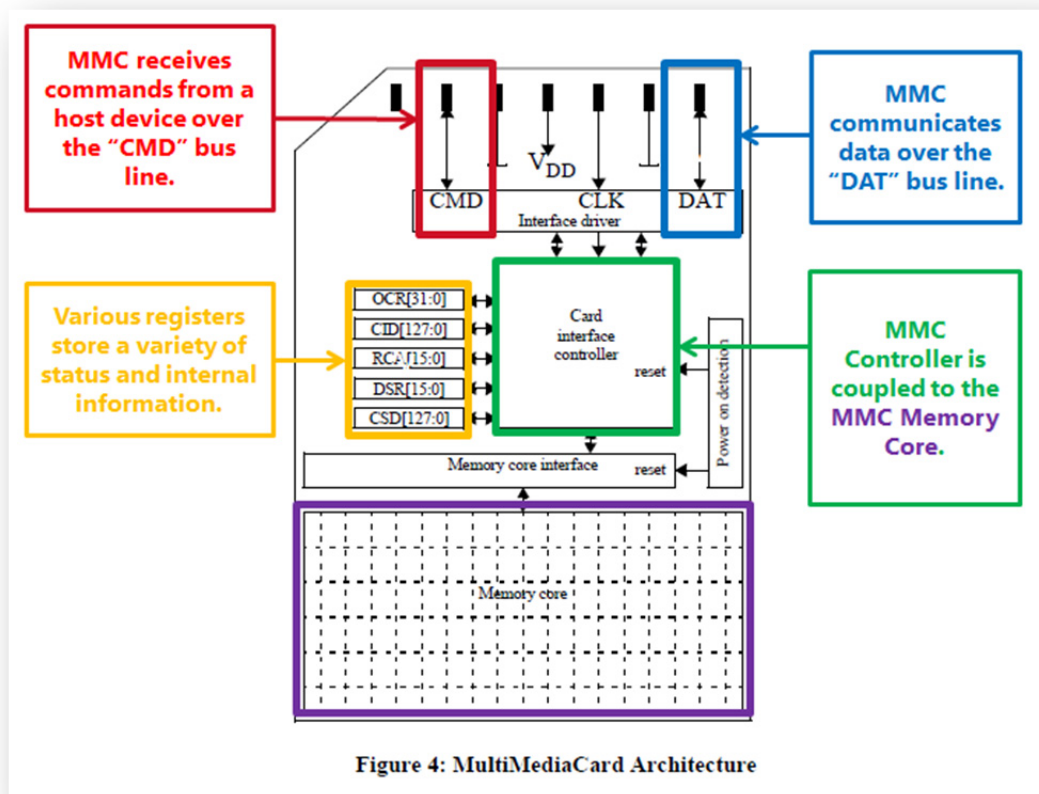 MMC receives
commands from a
host device over
the “CMD” bus
line.
MMC
communicates
data over the
“DAT” bus line.
VDD
CMD
CLK
DAT
Interface driver
Various registers
store a variety of
status and internal
information.
OCR[31:0]
CID[127:0]
RCA[15:0]
DSR[15:0]
CSD[127:0]
Card
interface
controller
reset
Power on detection
MMC
Controller is
coupled to the
MMC Memory
Core.
Memory core interface
reset
Memory core
Figure 4: MultiMediaCard Architecture